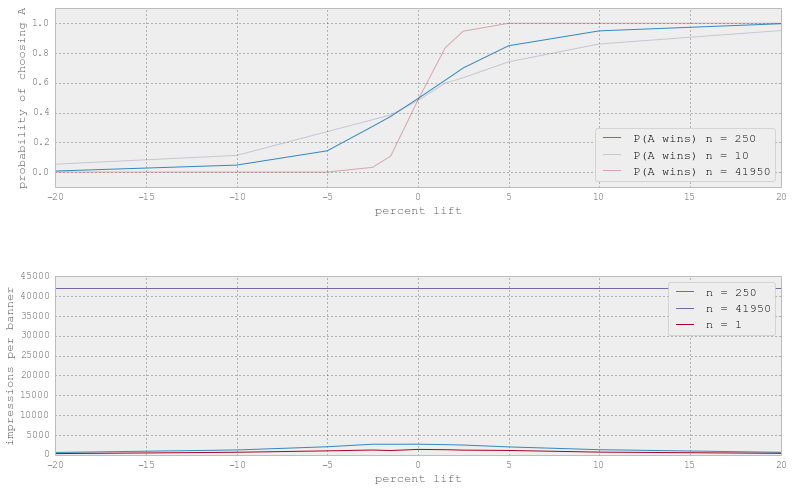 probability of choosing A
1.0
0.8
0.6
0.4
0.2
0.0
P(A wins) n = 250
P(A wins) n = 10
P(A wins) n = 41950
−20 −15 −10 −5 0 5 10 15 20
percent lift
impressions per banner
45000
40000
35000
30000
25000
20000
15000
10000
5000
0
n = 250
n = 41950
n = 1
−20 −15 −10 −5 0 5 10 15 20
percent lift